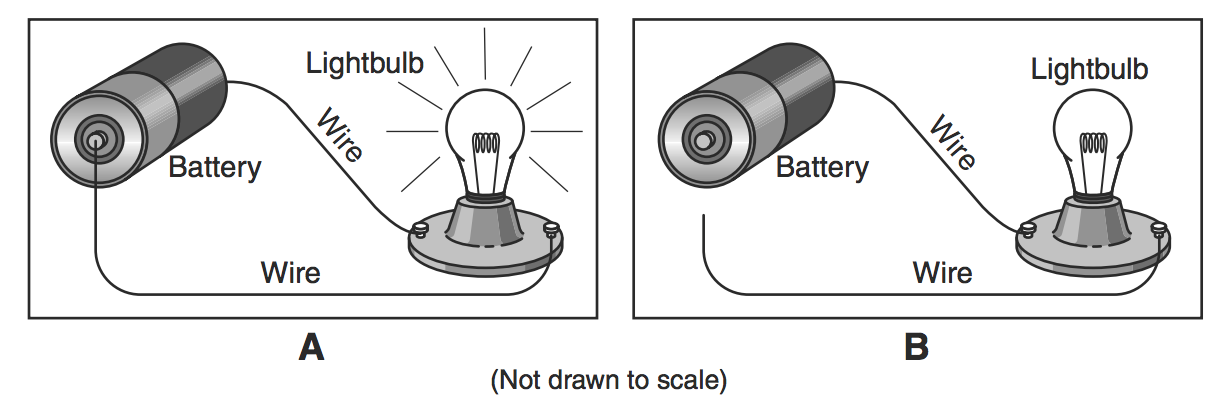 Lightbulb
Wire
Battery
Wire
A
Lightbulb
Wire
Battery
Wire
B
(Not drawn to scale)